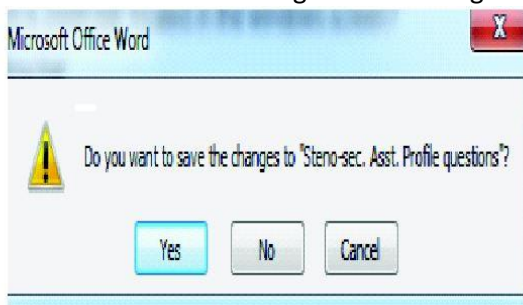 Microsoft Office Word
X
Do you want to save the changes to "Steno-sec. Asst. Profile questions"?
Yes No Cancel